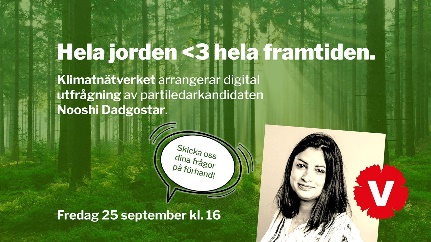 Hela jorden <3 hela framtiden.
Klimatnätverket arrangerar digital
utfrågning av partiledarkandidaten
Nooshi Dadgostar.
Skicka oss
dina frågor
på förhand!
Fredag 25 september kl. 16
V